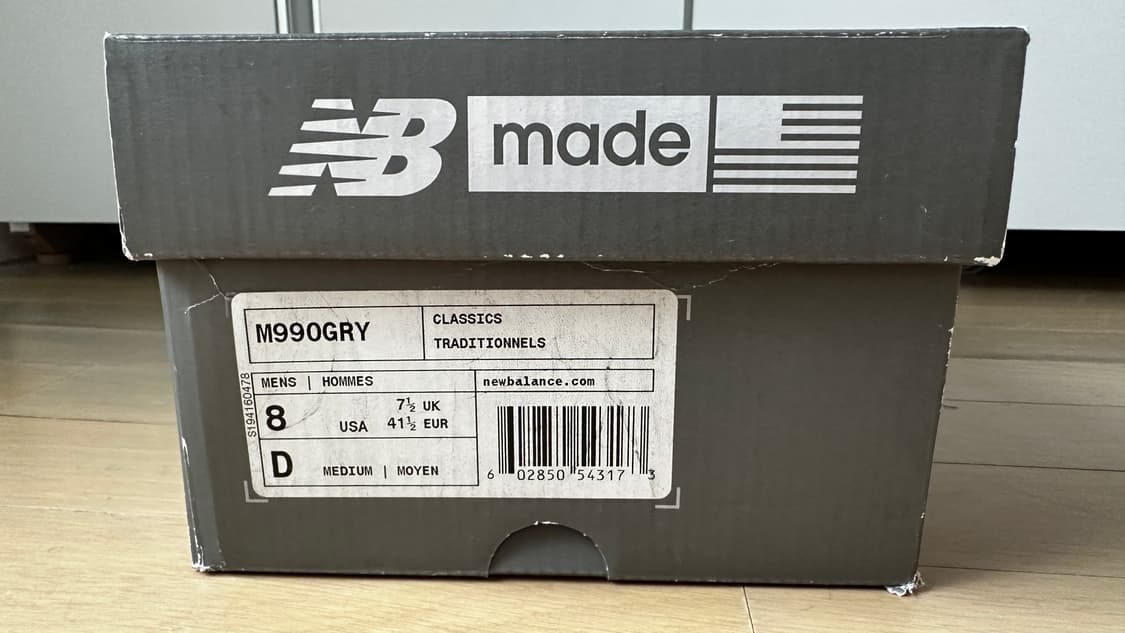 NB made
M990GRY
CLASSICS
TRADITIONNELS
MENS | HOMMES
newbalance.com
8 USA 7½ UK
41½ EUR
D MEDIUM | MOYEN
6 02850 54317 3
S194160478